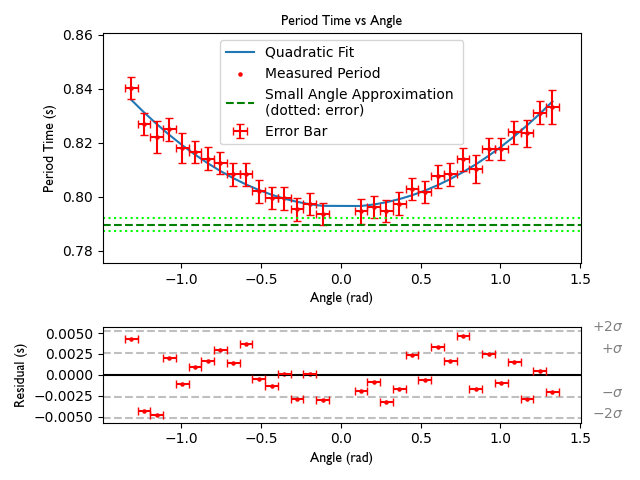 Period Time vs Angle
0.86
0.84
0.82
0.80
0.78
Period Time (s)
Quadratic Fit
Measured Period
Small Angle Approximation
(dotted: error)
Error Bar
−1.0 −0.5 0.0 0.5 1.0 1.5
Angle (rad)
0.0050
0.0025
0.0000
−0.0025
−0.0050
Residual (s)
+2σ
+σ
−σ
−2σ
−1.0 −0.5 0.0 0.5 1.0 1.5
Angle (rad)